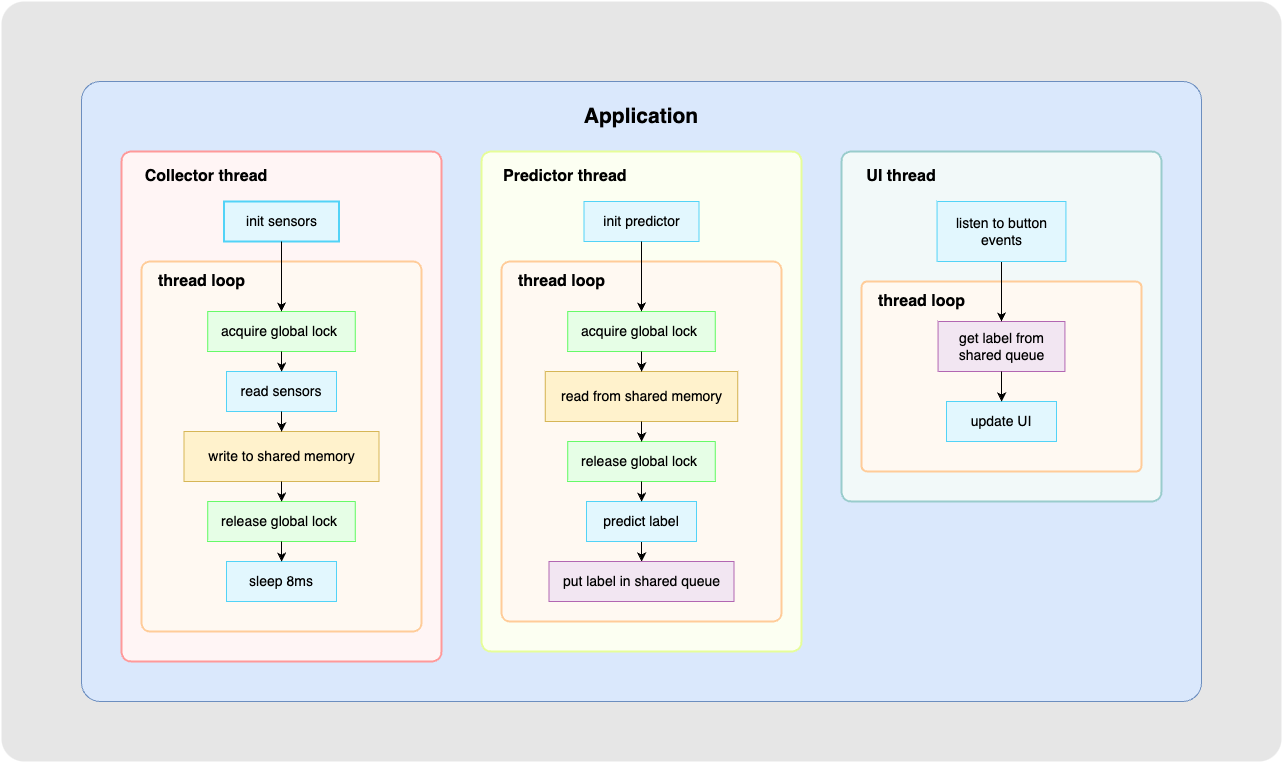 Application
Collector thread
init sensors
thread loop
acquire global lock
read sensors
write to shared memory
release global lock
sleep 8ms
Predictor thread
init predictor
thread loop
acquire global lock
read from shared memory
release global lock
predict label
put label in shared queue
UI thread
listen to button
events
thread loop
get label from
shared queue
update UI